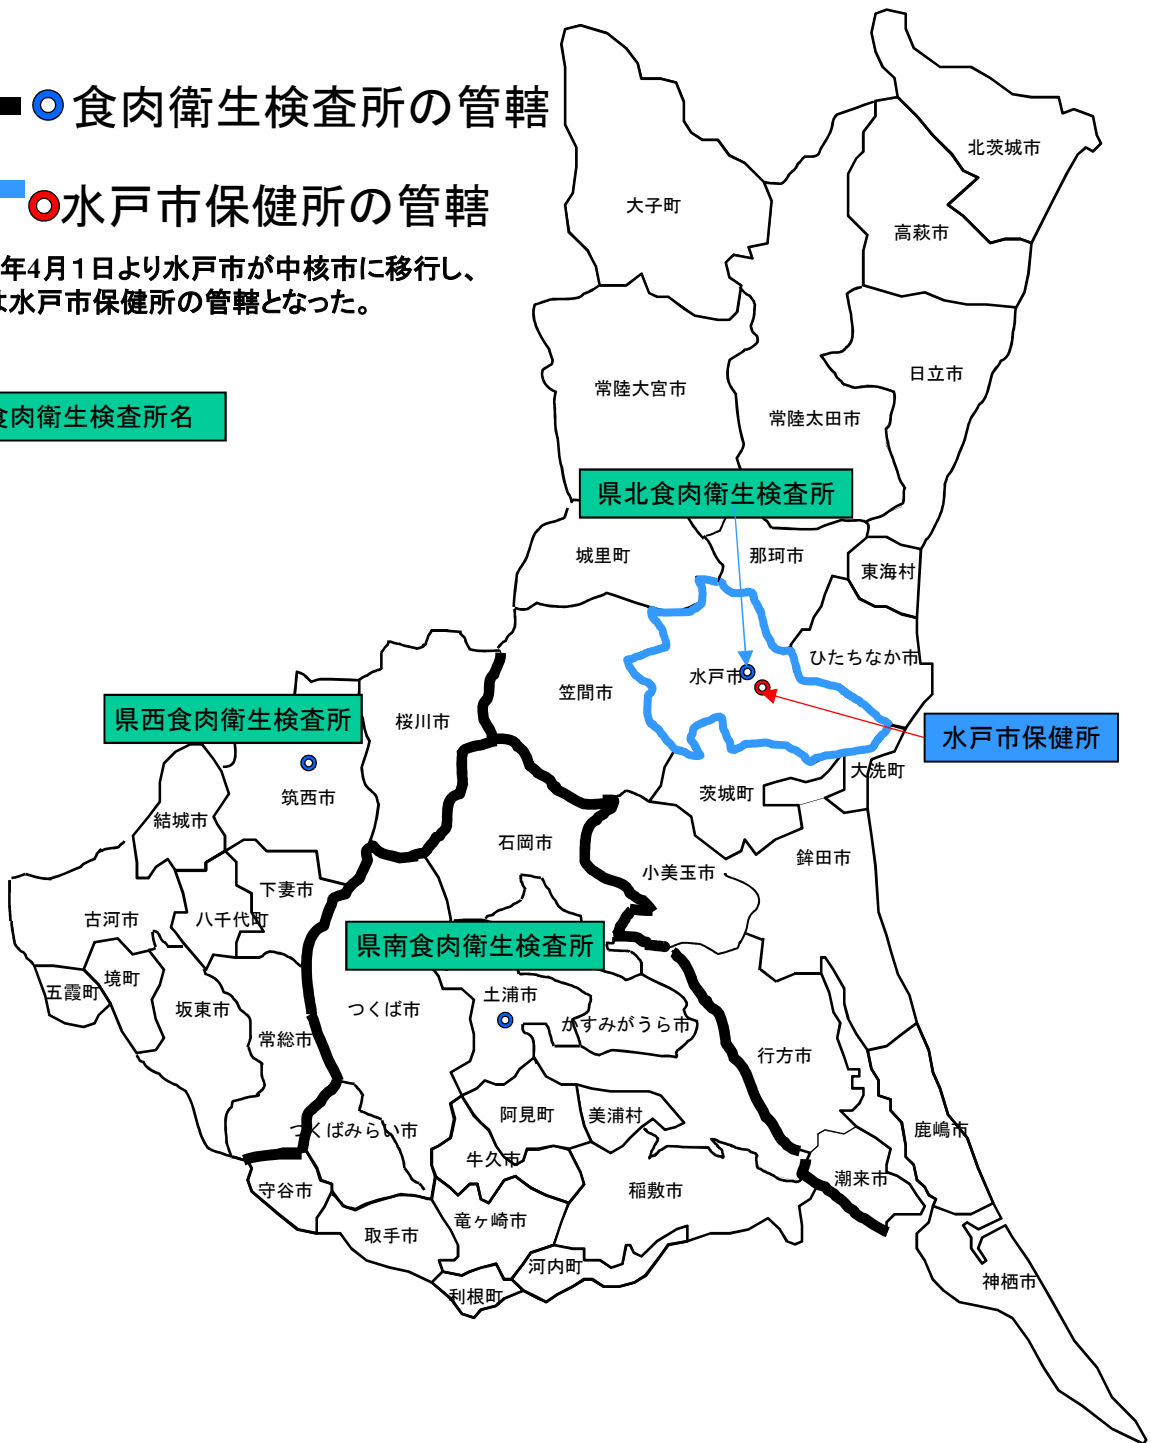 食肉衛生検査所の管轄
水戸市保健所の管轄
年4月１日より水戸市が中核市に移行し、
は水戸市保健所の管轄となった。
食肉衛生検査所名
北茨城市
大子町
高萩市
日立市
常陸大宮市
常陸太田市
県北食肉衛生検査所
城里町
那珂市
東海村
ひたちなか市
水戸市
笠間市
県西食肉衛生検査所
桜川市
水戸市保健所
大洗町
筑西市
茨城町
結城市
石岡市
鉾田市
小美玉市
下妻市
古河市
八千代町
県南食肉衛生検査所
境町
五霞町
坂東市
つくば市
土浦市
かすみがうら市
常総市
行方市
阿見町
美浦村
つくばみらい市
鹿嶋市
牛久市
潮来市
守谷市
稲敷市
竜ヶ崎市
取手市
河内町
神栖市
利根町